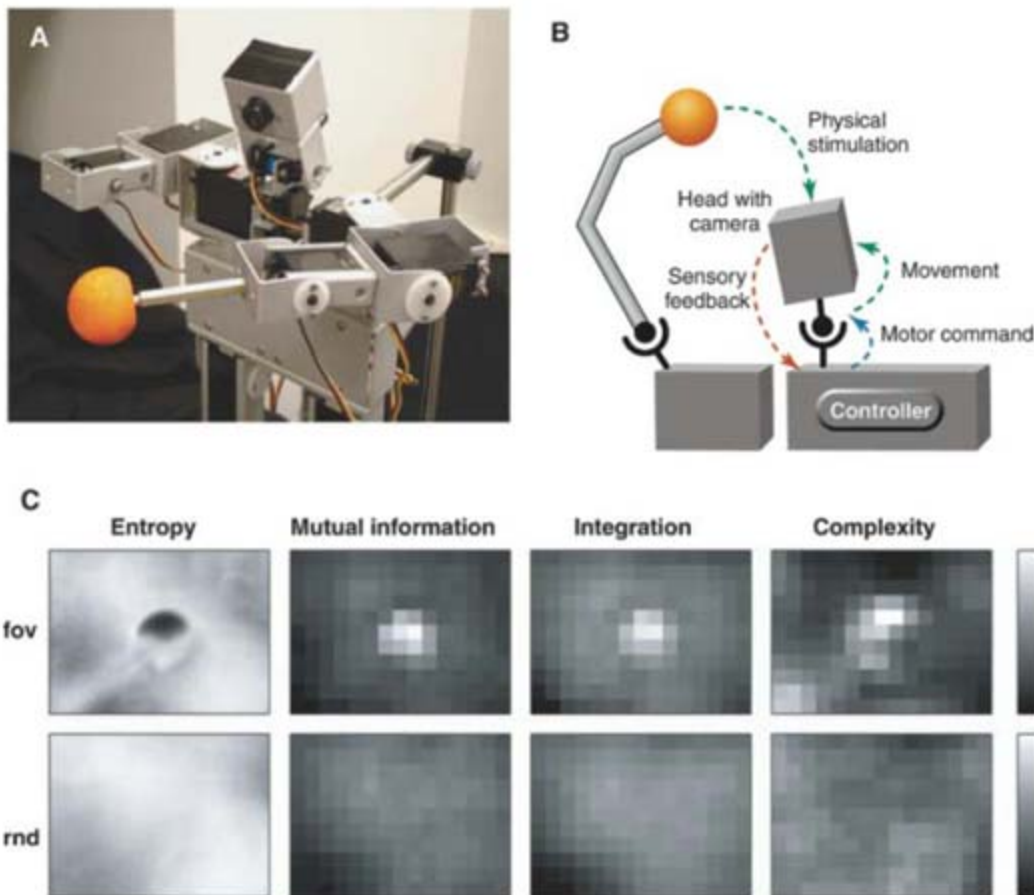 A
B
Physical
stimulation
Head with
camera
Sensory
feedback
Movement
Motor command
Controller
C
Entropy
Mutual information
Integration
Complexity
fov
rnd